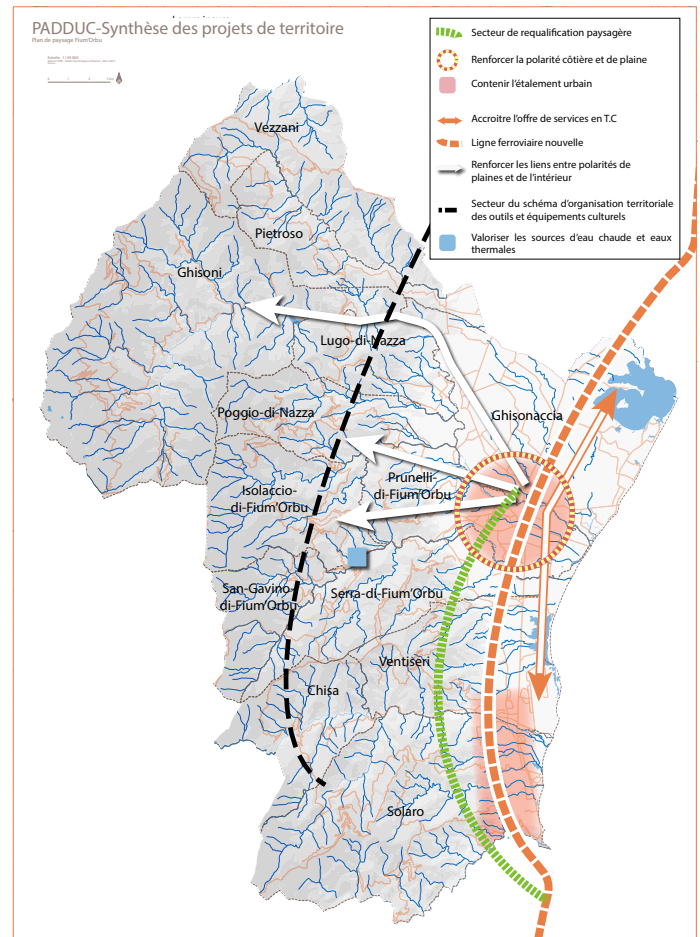 PADDUC-Synthèse des projets de territoire
Plan de paysage Fium'Orbu
Secteur de requalification paysagère
Renforcer la polarité côtière et de plaine
Contenir l'étalement urbain
Accroitre l'offre de services en T.C
Ligne ferroviaire nouvelle
Renforcer les liens entre polarités de
plaines et de l'intérieur
Secteur du schéma d'organisation territoriale
des outils et équipements culturels
Valoriser les sources d'eau chaude et eaux
thermales
Vezzani
Pietroso
Ghisoni
Lugo-di-Nazza
Ghisonaccia
Poggio-di-Nazza
Prunelli-
di-Fium'Orbu
Isolaccio-
di-Fium'Orbu
San-Gavino-
di-Fium'Orbu
Serra-di-Fium'Orbu
Ventiseri
Chisa
Solaro